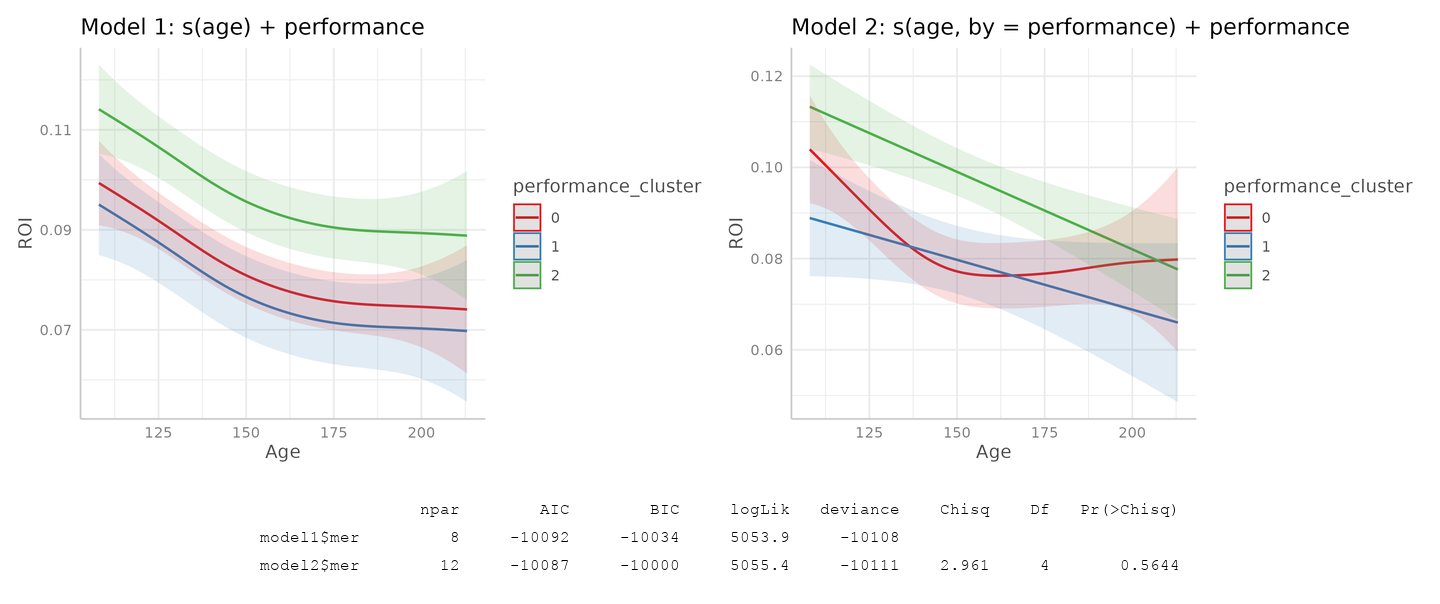 Model 1: s(age) + performance
0.11
0.09
0.07
ROI
125 150 175 200
Age
performance_cluster
0
1
2
Model 2: s(age, by = performance) + performance
0.12
0.10
0.08
0.06
ROI
125 150 175 200
Age
performance_cluster
0
1
2
npar AIC BIC logLik deviance Chisq Df Pr(>Chisq)
model1$mer 8 -10092 -10034 5053.9 -10108
model2$mer 12 -10087 -10000 5055.4 -10111 2.961 4 0.5644